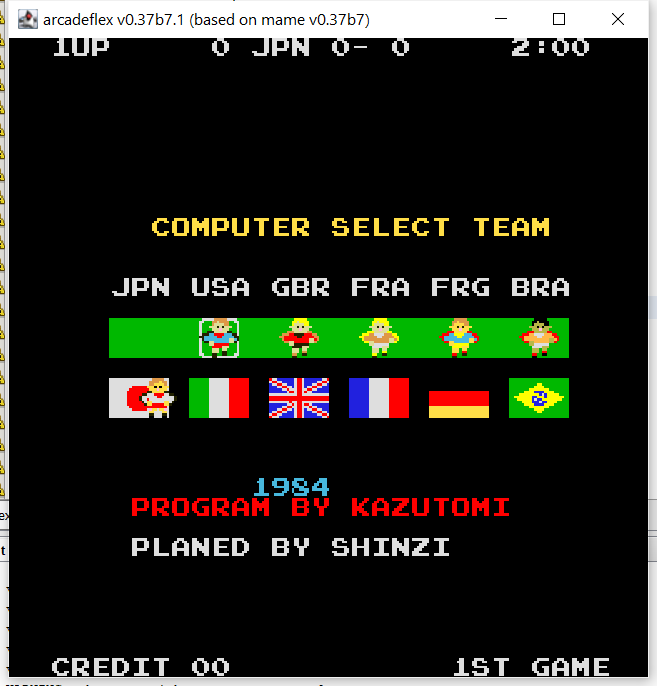 arcadeflex v0.37b7.1 (based on mame v0.37b7)
1UP 0 JPN 0- 0 2:00
COMPUTER SELECT TEAM
JPN USA GBR FRA FRG BRA
1984
PROGRAM BY KAZUTOMI
PLANED BY SHINZI
CREDIT 00 1ST GAME